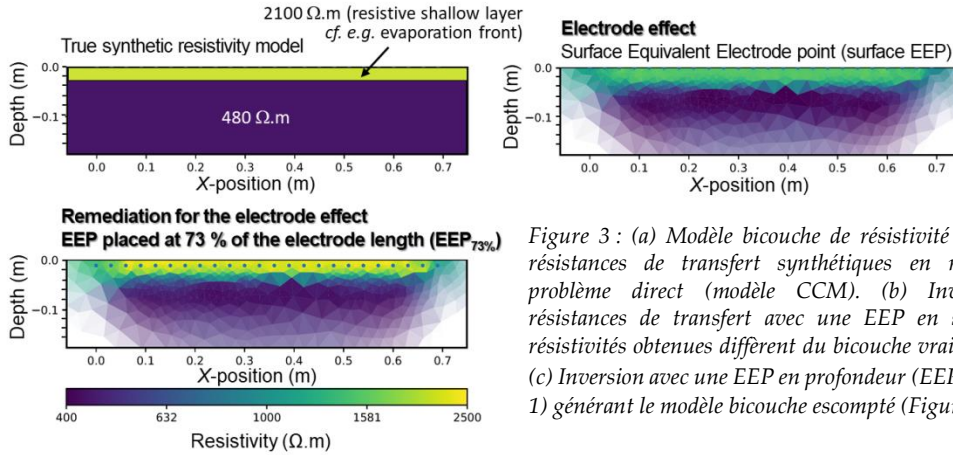 2100 Ω.m (resistive shallow layer
cf. e.g. evaporation front)
True synthetic resistivity model
0.0
−0.1
Depth (m)
480 Ω.m
0.0 0.1 0.2 0.3 0.4 0.5 0.6 0.7
X-position (m)
Electrode effect
Surface Equivalent Electrode point (surface EEP)
0.0
−0.1
Depth (m)
0.0 0.1 0.2 0.3 0.4 0.5 0.6 0.7
X-position (m)
Remediation for the electrode effect
EEP placed at 73 % of the electrode length (EEP73%)
0.0
−0.1
Depth (m)
0.0 0.1 0.2 0.3 0.4 0.5 0.6 0.7
X-position (m)
400 632 1000 1581 2500
Resistivity (Ω.m)
Figure 3 : (a) Modèle bicouche de résistivité
résistances de transfert synthétiques en
problème direct (modèle CCM). (b)
résistances de transfert avec une EEP en
résistivités obtenues diffèrent du bicouche vrai
(c) Inversion avec une EEP en profondeur (EEP
1) générant le modèle bicouche escompté